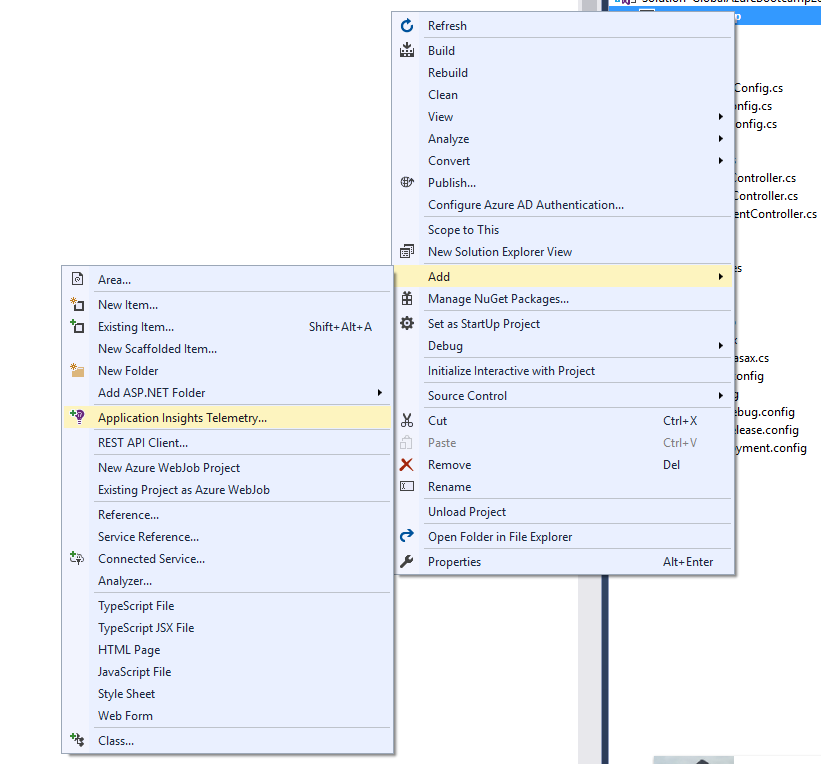 Refresh
Build
Rebuild
Clean
View
Analyze
Convert
Publish...
Configure Azure AD Authentication...
Scope to This
New Solution Explorer View
Add
Manage NuGet Packages...
Set as StartUp Project
Debug
Initialize Interactive with Project
Source Control
Cut Ctrl+X
Paste Ctrl+V
Remove Del
Rename
Unload Project
Open Folder in File Explorer
Properties Alt+Enter
Area...
New Item...
Existing Item... Shift+Alt+A
New Scaffolded Item...
New Folder
Add ASP.NET Folder
Application Insights Telemetry...
REST API Client...
New Azure WebJob Project
Existing Project as Azure WebJob
Reference...
Service Reference...
Connected Service...
Analyzer...
TypeScript File
TypeScript JSX File
HTML Page
JavaScript File
Style Sheet
Web Form
Class...
Config.cs
nfig.cs
onfig.cs
Controller.cs
Controller.cs
entController.cs
es
asax.cs
config
ebug.config
elease.config
yment.config